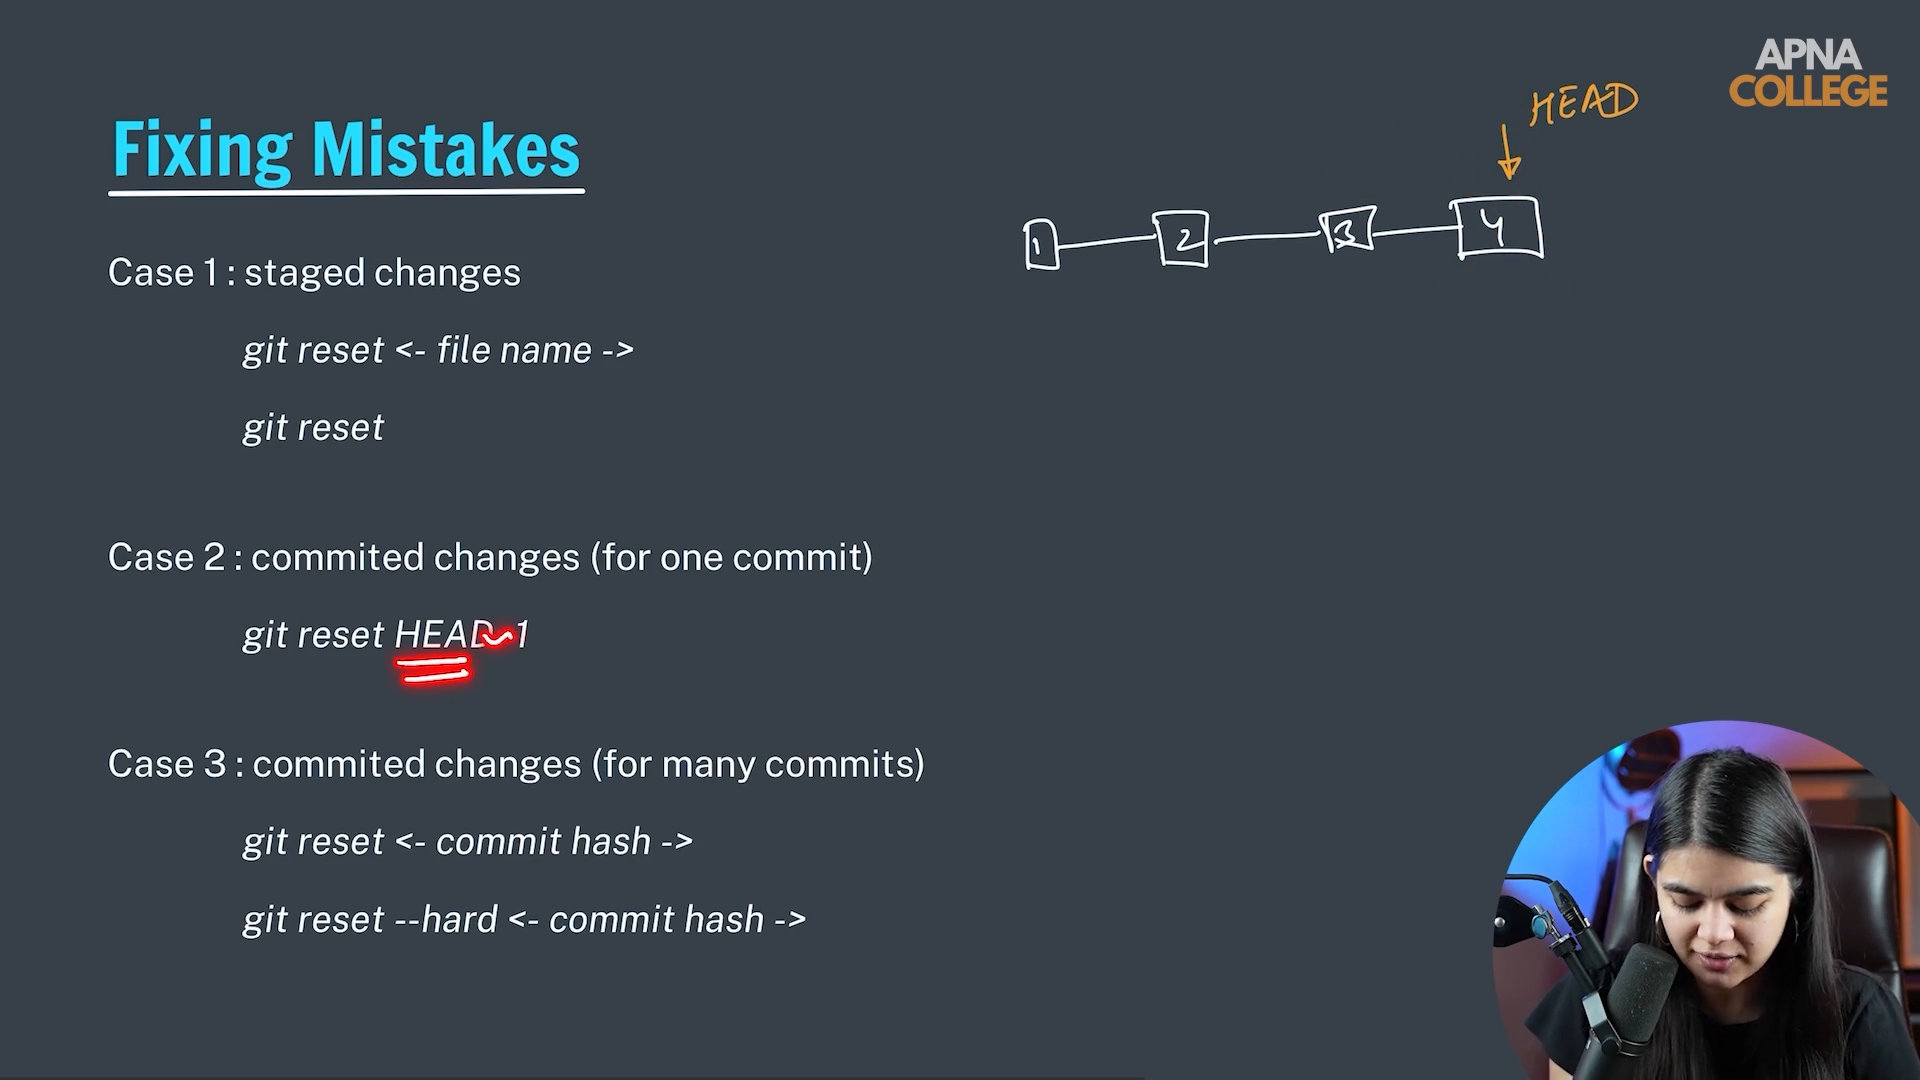 APNA
COLLEGE
HEAD
Fixing Mistakes
1 2 3 4
Case 1 : staged changes
git reset <- file name ->
git reset
Case 2 : commited changes (for one commit)
git reset HEAD~1
Case 3 : commited changes (for many commits)
git reset <- commit hash ->
git reset --hard <- commit hash ->